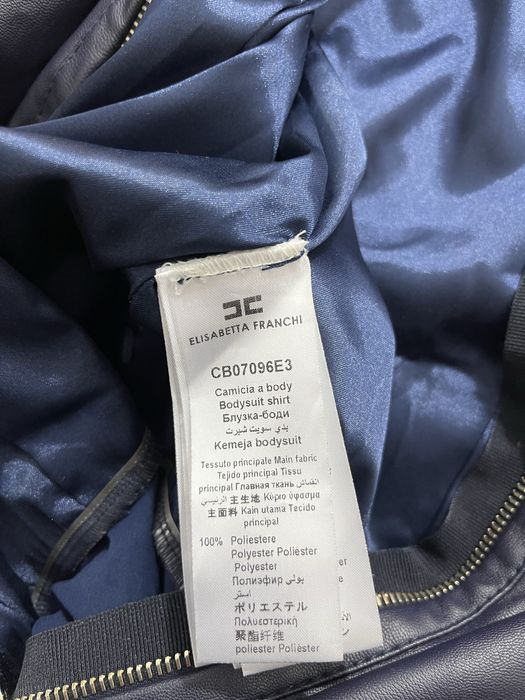 ELISABETTA FRANCHI
CB07096E3
Camicia a body
Bodysuit shirt
Блузка-боди
بدي سويت شيرت
Kemeja bodysuit
Tessuto principale Main fabric
Tejido principal Tissu
principal Главная ткань القماش
الرئيسي 主生地 Κύριο ύφασμα
主面料 Kain utama Tecido
principal
100% Poliestere
Polyester Poliéster
Polyester
Полиэфир بولي
استر
ポリエステル
Πολυεστερική
聚酯纤维
poliester Poliéster